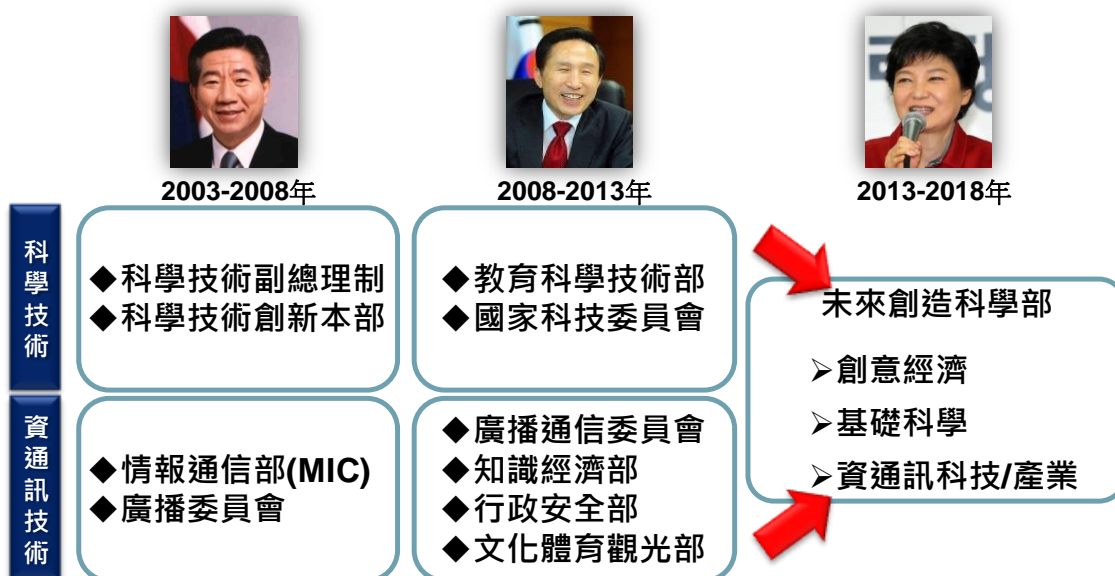 2003-2008年
2008-2013年
2013-2018年
科學技術
◆科學技術副總理制
◆科學技術創新本部
◆教育科學技術部
◆國家科技委員會
未來創造科學部
➢創意經濟
➢基礎科學
➢資通訊科技/產業
資通訊技術
◆情報通信部(MIC)
◆廣播委員會
◆廣播通信委員會
◆知識經濟部
◆行政安全部
◆文化體育觀光部